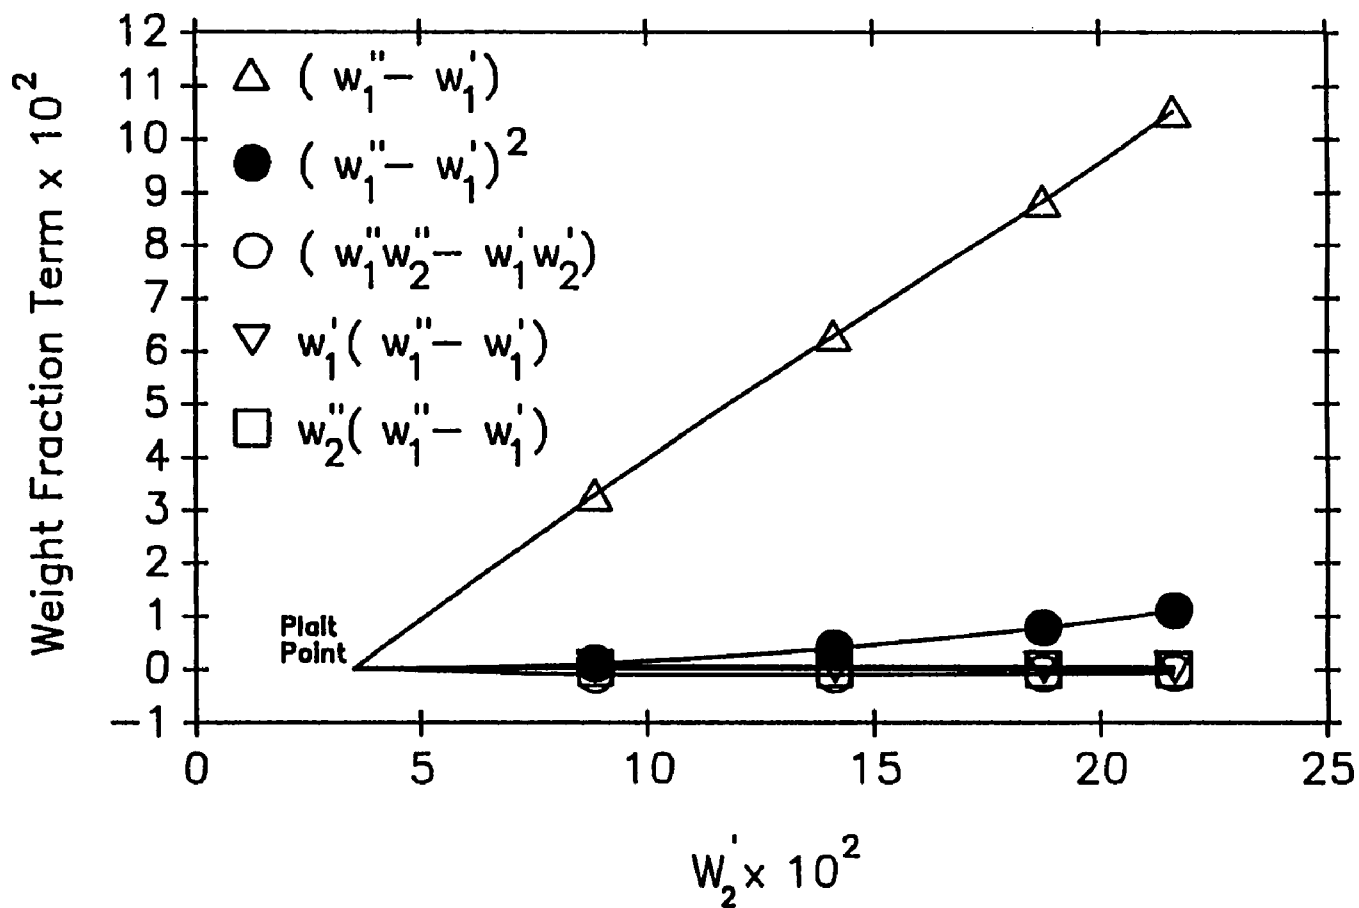 Weight Fraction Term x 10²
12
11
10
9
8
7
6
5
4
3
2
1
0
−1
( w₁'' − w₁' )
( w₁'' − w₁' )²
( w₁''w₂'' − w₁'w₂' )
w₁'( w₁'' − w₁' )
w₂''( w₁'' − w₁' )
Plait
Point
0 5 10 15 20 25
W₂' x 10²